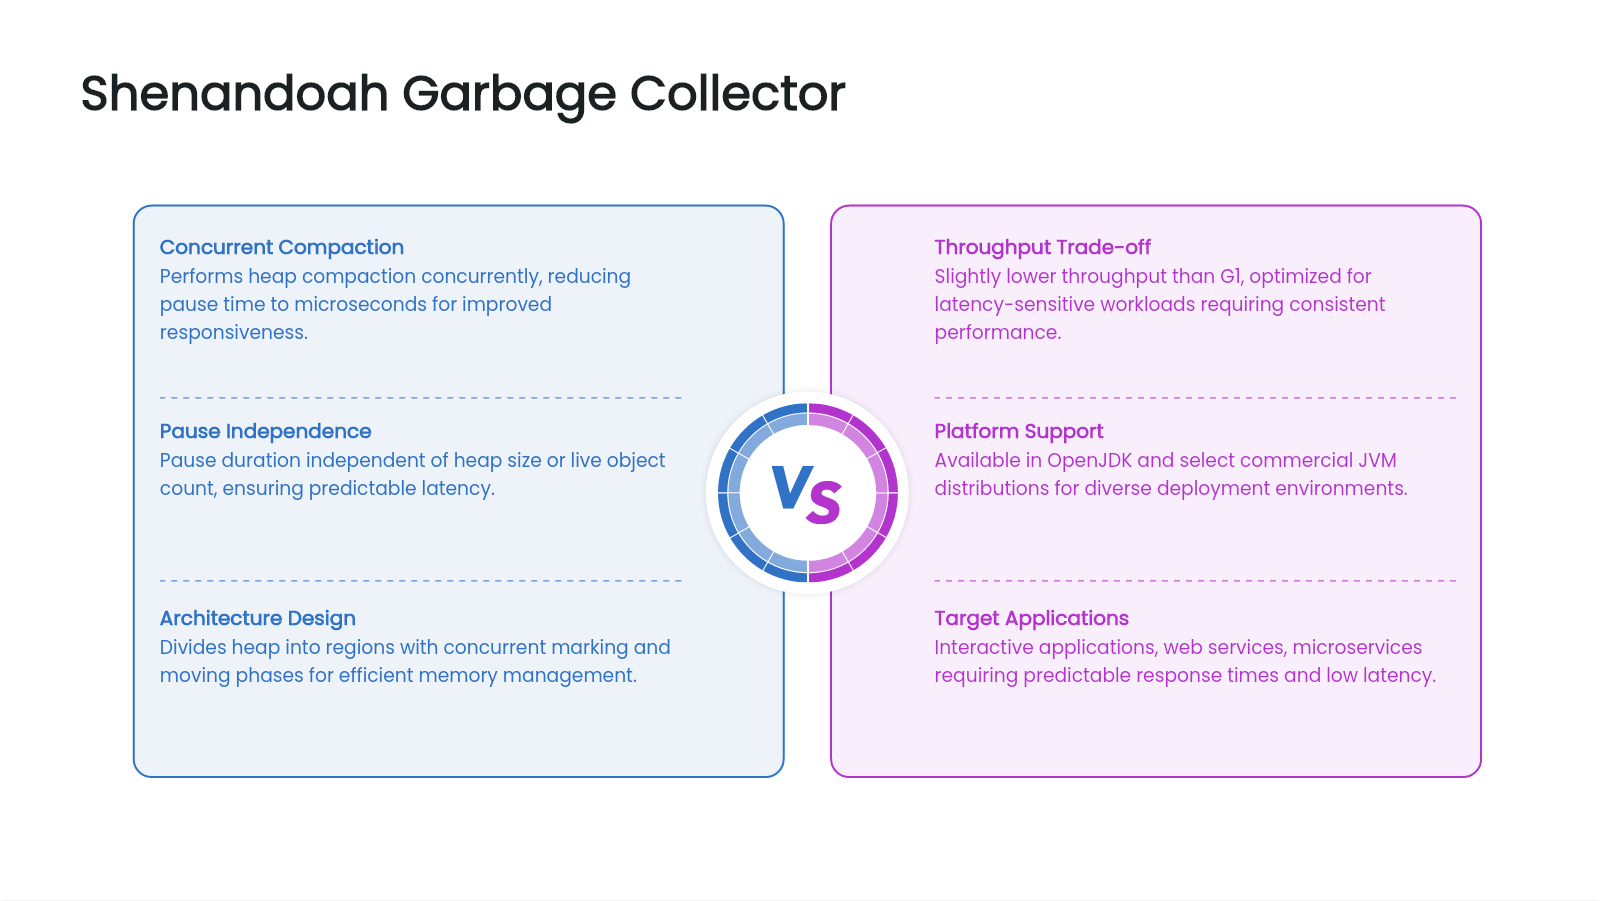 Shenandoah Garbage Collector
Concurrent Compaction
Performs heap compaction concurrently, reducing
pause time to microseconds for improved
responsiveness.
Pause Independence
Pause duration independent of heap size or live object
count, ensuring predictable latency.
Architecture Design
Divides heap into regions with concurrent marking and
moving phases for efficient memory management.
VS
Throughput Trade-off
Slightly lower throughput than G1, optimized for
latency-sensitive workloads requiring consistent
performance.
Platform Support
Available in OpenJDK and select commercial JVM
distributions for diverse deployment environments.
Target Applications
Interactive applications, web services, microservices
requiring predictable response times and low latency.